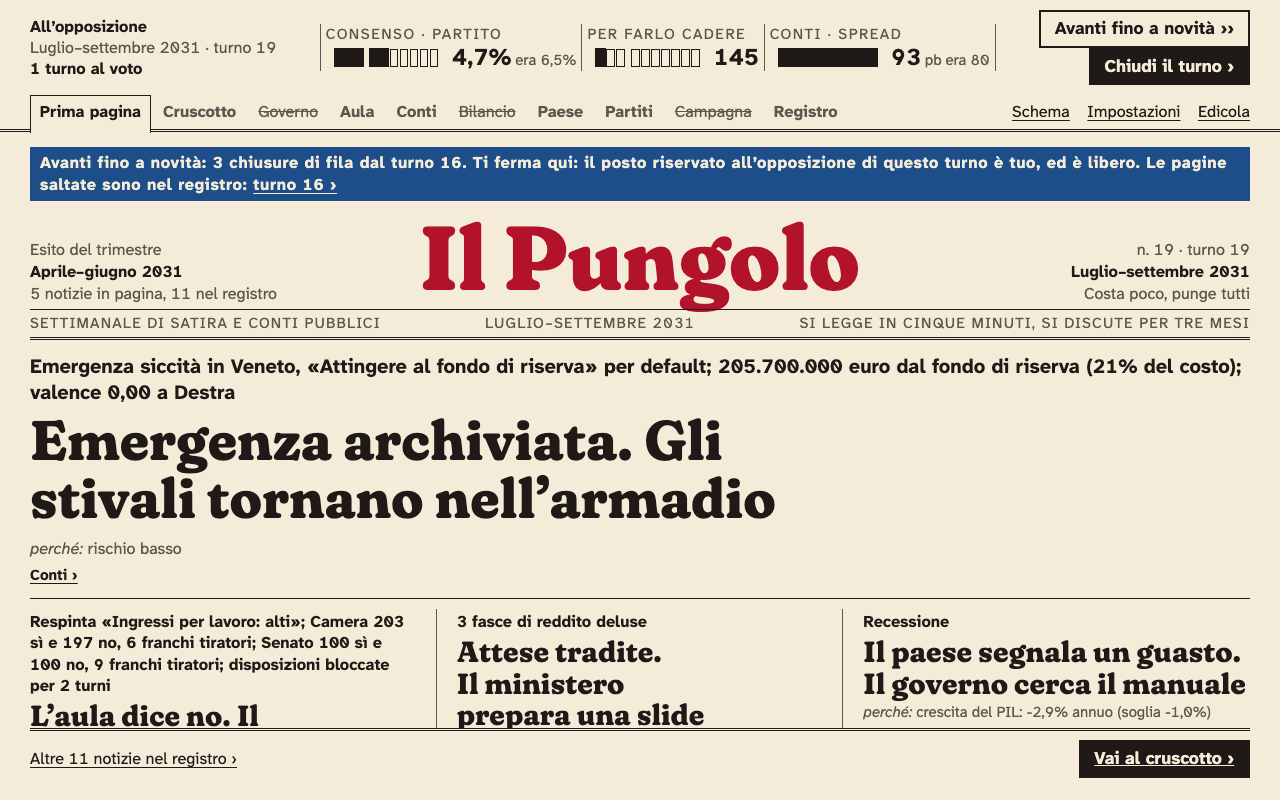 All’opposizione
Luglio–settembre 2031 · turno 19
1 turno al voto
CONSENSO · PARTITO
4,7% era 6,5%
PER FARLO CADERE
145
CONTI · SPREAD
93 pb era 80
Avanti fino a novità ››
Chiudi il turno ›
Prima pagina Cruscotto Governo Aula Conti Bilancio Paese Partiti Campagna Registro Schema Impostazioni Edicola
Avanti fino a novità: 3 chiusure di fila dal turno 16. Ti ferma qui: il posto riservato all’opposizione di questo turno è tuo, ed è libero. Le pagine
saltate sono nel registro: turno 16 ›
Esito del trimestre
Aprile–giugno 2031
5 notizie in pagina, 11 nel registro
Il Pungolo
n. 19 · turno 19
Luglio–settembre 2031
Costa poco, punge tutti
SETTIMANALE DI SATIRA E CONTI PUBBLICI LUGLIO–SETTEMBRE 2031 SI LEGGE IN CINQUE MINUTI, SI DISCUTE PER TRE MESI
Emergenza siccità in Veneto, «Attingere al fondo di riserva» per default; 205.700.000 euro dal fondo di riserva (21% del costo);
valence 0,00 a Destra
Emergenza archiviata. Gli
stivali tornano nell’armadio
perché: rischio basso
Conti ›
Respinta «Ingressi per lavoro: alti»; Camera 203
sì e 197 no, 6 franchi tiratori; Senato 100 sì e
100 no, 9 franchi tiratori; disposizioni bloccate
per 2 turni
L’aula dice no. Il
3 fasce di reddito deluse
Attese tradite.
Il ministero
prepara una slide
Recessione
Il paese segnala un guasto.
Il governo cerca il manuale
perché: crescita del PIL: -2,9% annuo (soglia -1,0%)
Altre 11 notizie nel registro ›
Vai al cruscotto ›